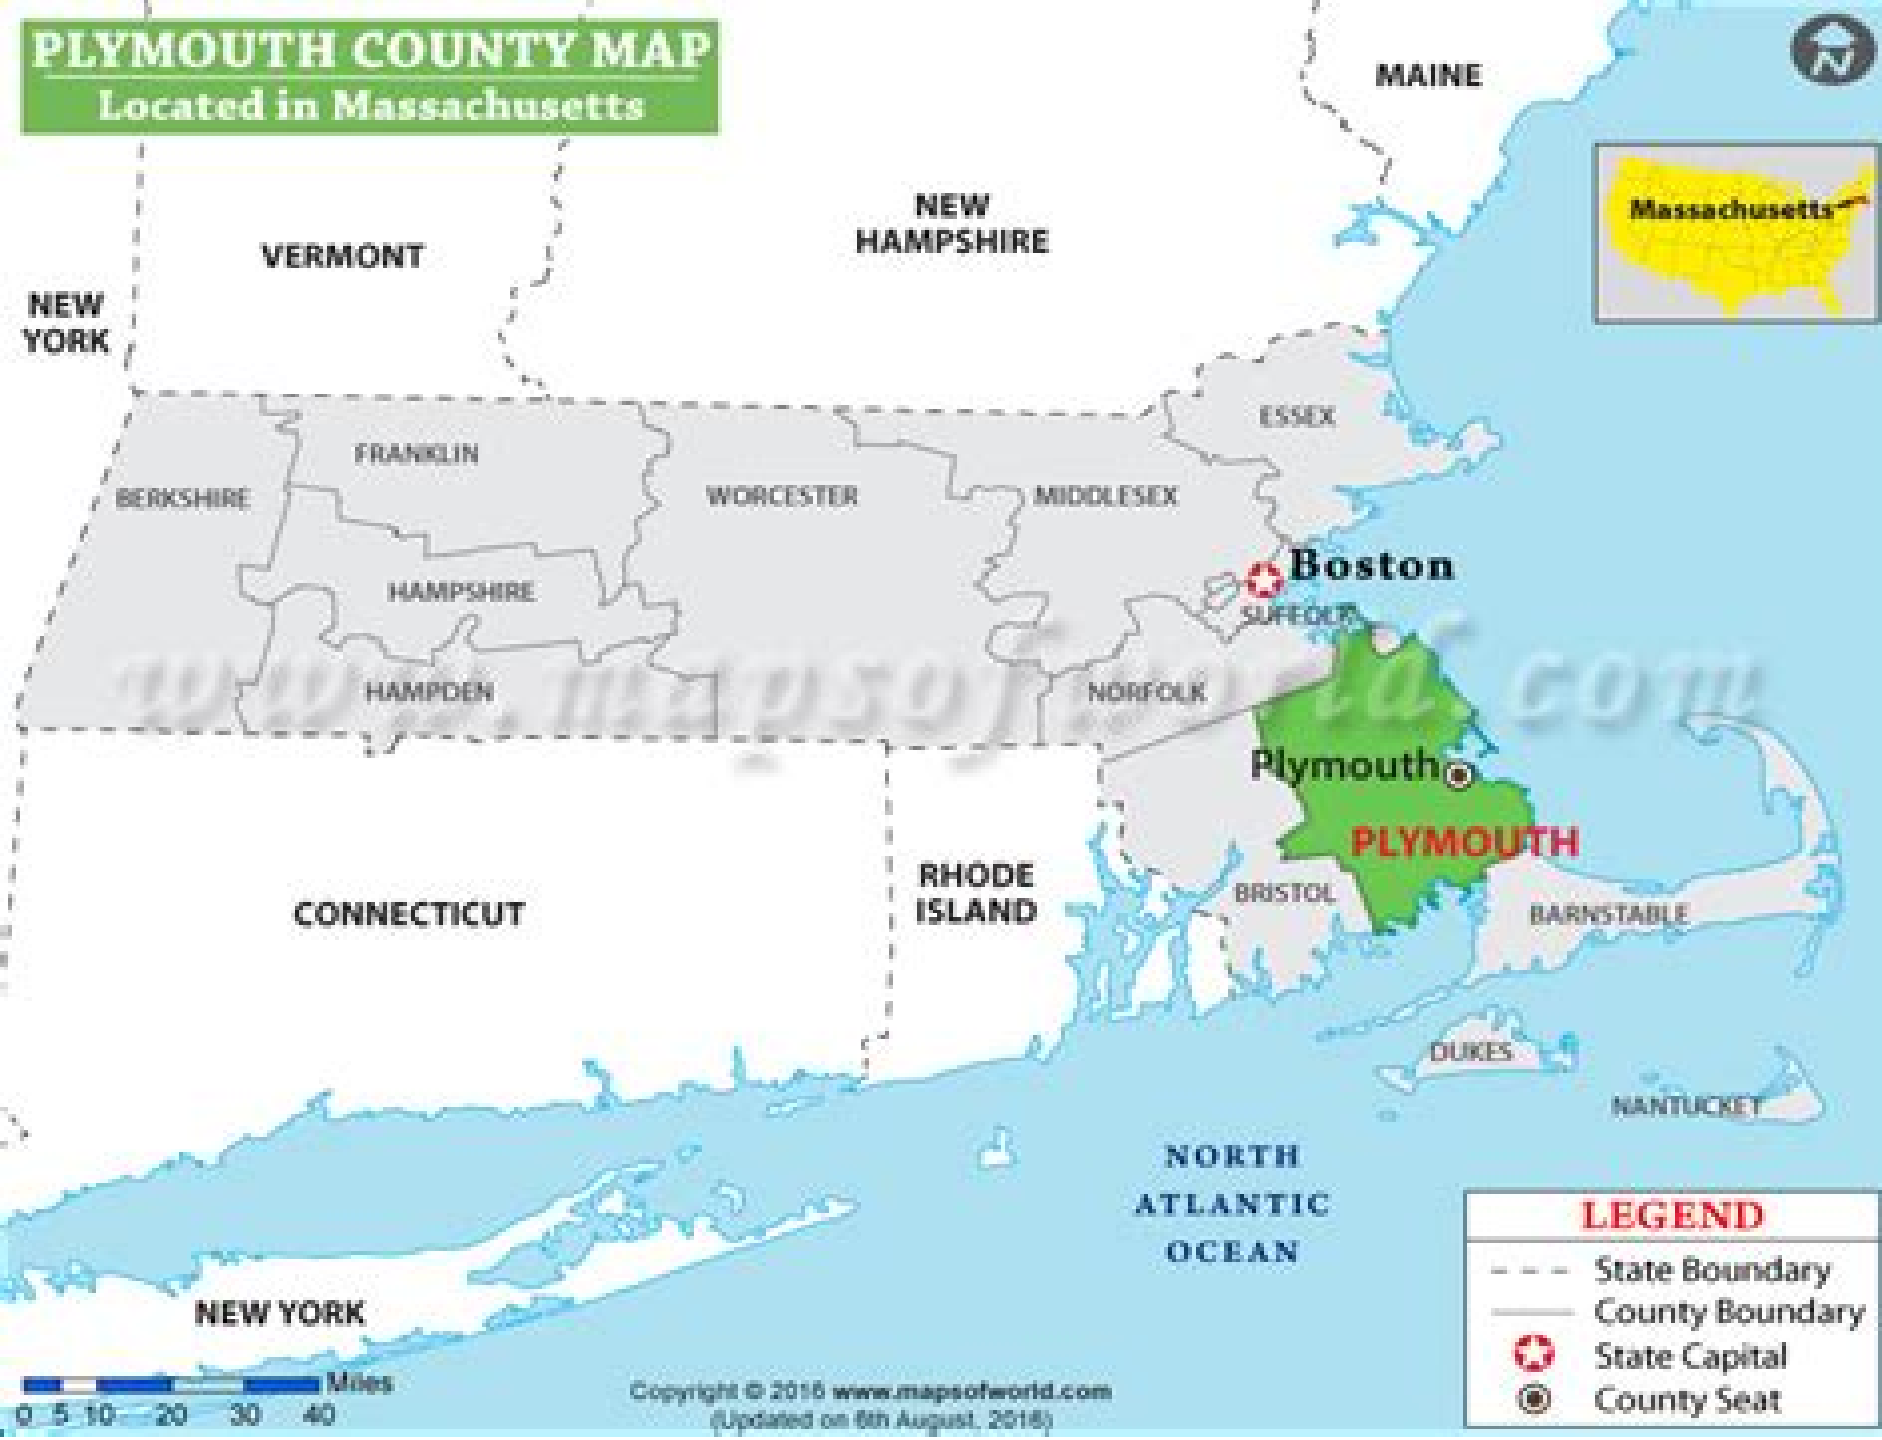 PLYMOUTH COUNTY MAP
Located in Massachusetts
MAINE
N
Massachusetts
NEW
HAMPSHIRE
VERMONT
NEW
YORK
ESSEX
FRANKLIN
BERKSHIRE
WORCESTER
MIDDLESEX
Boston
HAMPSHIRE
SUFFOLK
www.mapsofworld.com
HAMPDEN
NORFOLK
Plymouth
PLYMOUTH
RHODE
ISLAND
BRISTOL
CONNECTICUT
BARNSTABLE
DUKES
NANTUCKET
NORTH
ATLANTIC
OCEAN
LEGEND
State Boundary
County Boundary
State Capital
County Seat
NEW YORK
Miles
0 5 10 20 30 40
Copyright © 2016 www.mapsofworld.com
(Updated on 6th August, 2016)